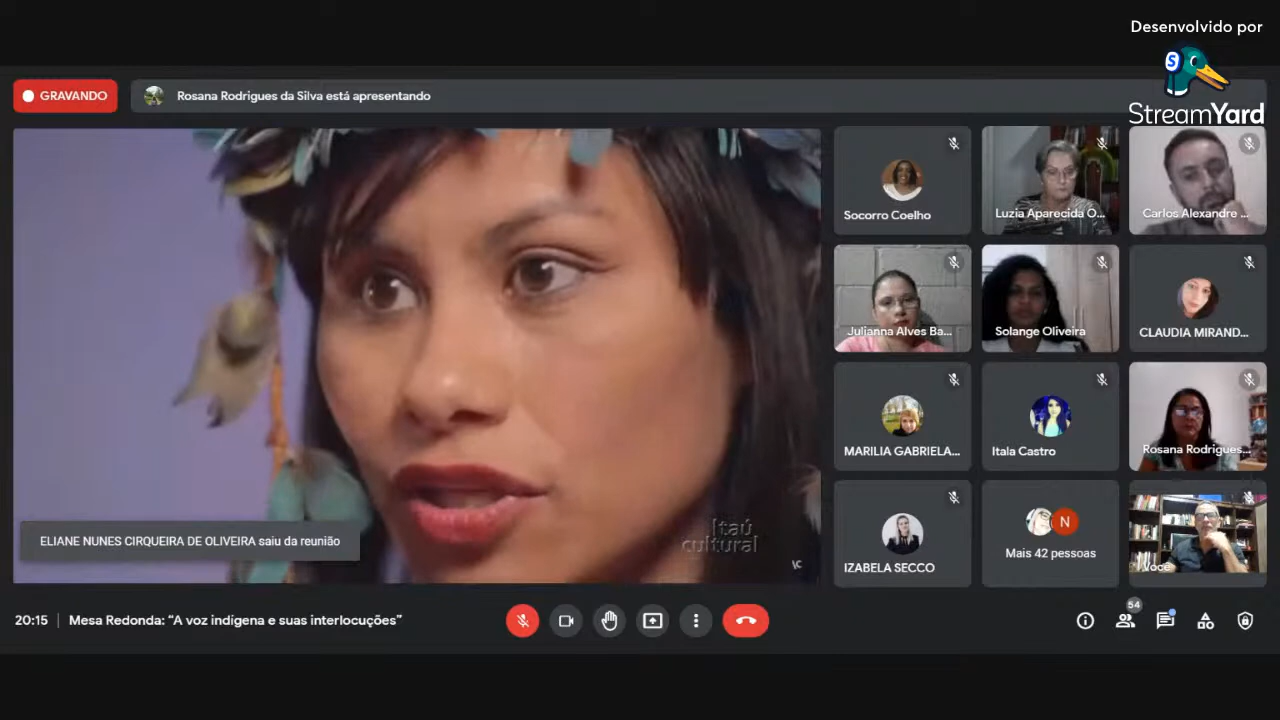 Desenvolvido por
StreamYard
GRAVANDO
Rosana Rodrigues da Silva está apresentando
Socorro Coelho
Luzia Aparecida O...
Carlos Alexandre ...
Julianna Alves Ba...
Solange Oliveira
CLAUDIA MIRAND...
MARILIA GABRIELA...
Itala Castro
Rosana Rodrigues...
IZABELA SECCO
N
Mais 42 pessoas
Você
Itaú
cultural
ELIANE NUNES CIRQUEIRA DE OLIVEIRA saiu da reunião
20:15 | Mesa Redonda: “A voz indígena e suas interlocuções”
54